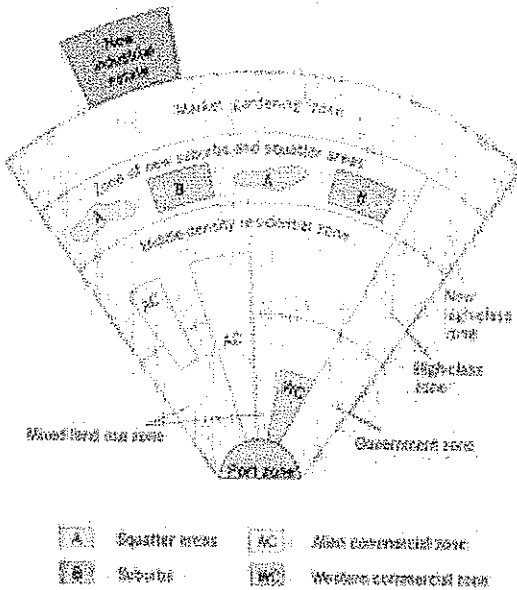 New
industrial
estate
Market gardening zone
Zone of new suburbs and squatter areas
A
B
A
B
Middle density residential zone
AC
AC
WC
New
high-class
zone
High-class
zone
Mixed land use zone
Government zone
Port zone
A Squatter areas
AC Alien commercial zone
B Suburbs
WC Western commercial zone